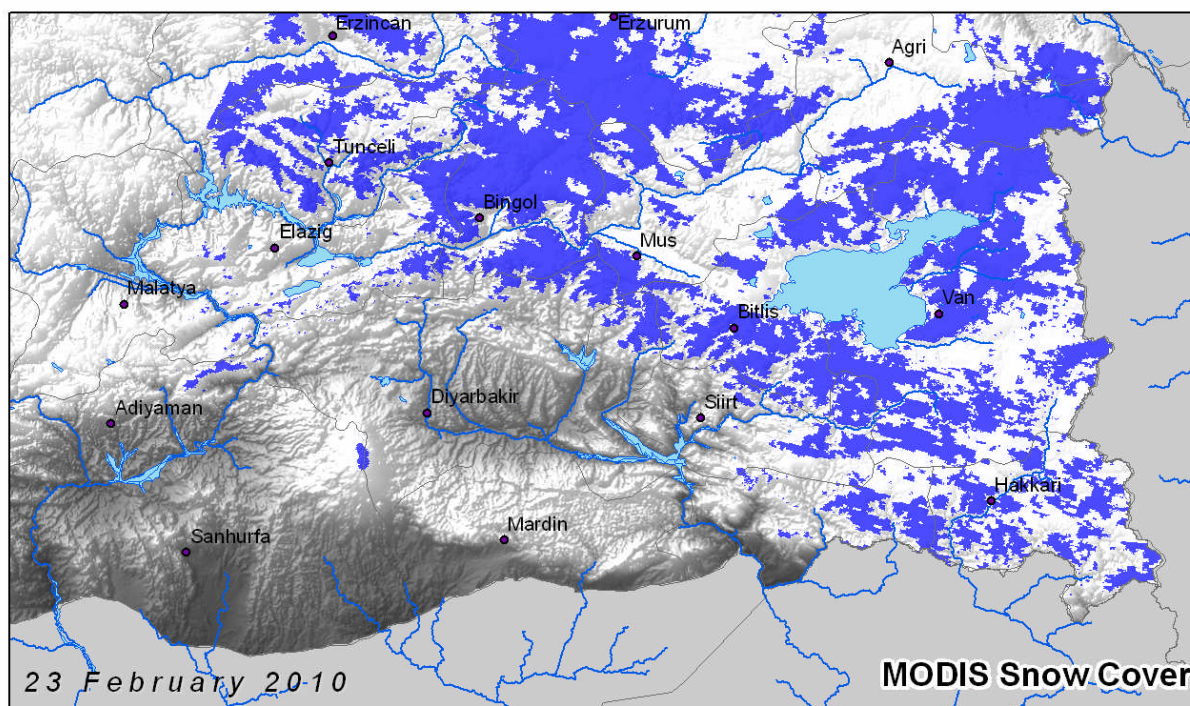 Erzincan
Erzurum
Agri
Tunceli
Bingol
Elazig
Mus
Malatya
Van
Bitlis
Adiyaman
Diyarbakir
Siirt
Hakkari
Sanhurfa
Mardin
23 February 2010
MODIS Snow Cover